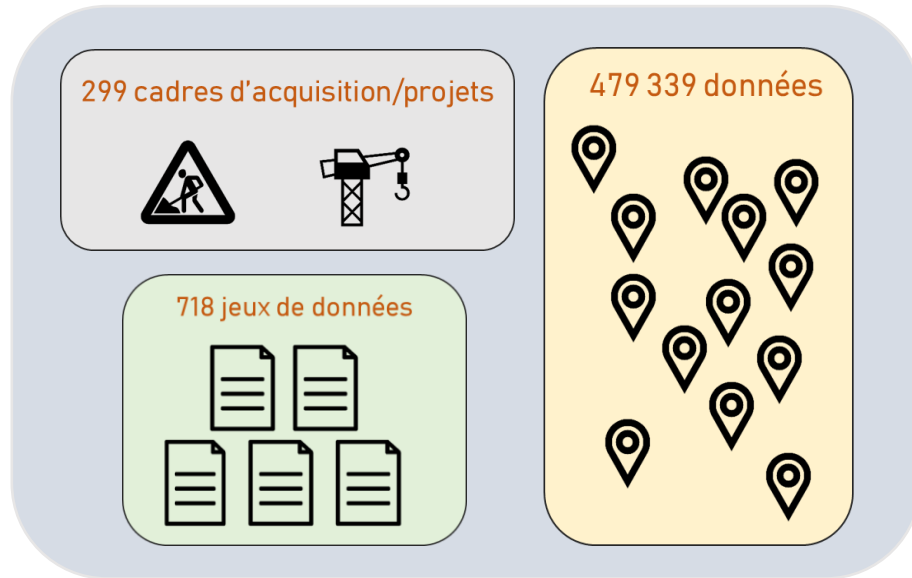 299 cadres d'acquisition/projets
479 339 données
718 jeux de données